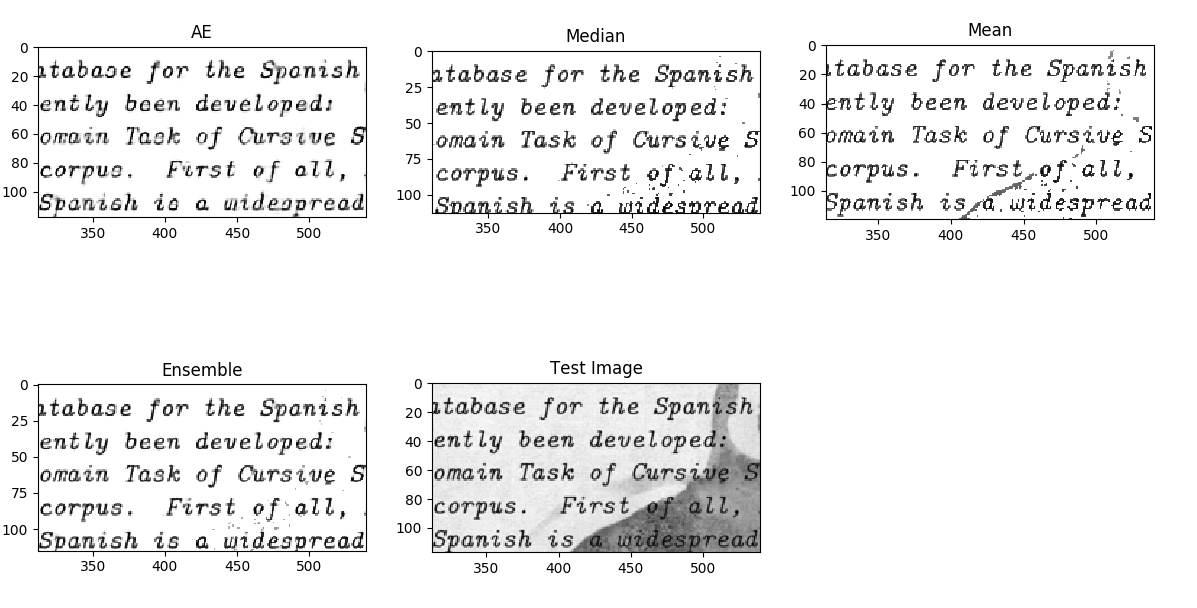 AE
0
20
40
60
80
100
350 400 450 500
atabase for the Spanish
ently been developed:
omain Task of Cursive S
corpus. First of all,
Spanish is a widespread
Median
0
25
50
75
100
350 400 450 500
atabase for the Spanish
ently been developed:
omain Task of Cursive S
corpus. First of all,
Spanish is a widespread
Mean
0
20
40
60
80
100
350 400 450 500
atabase for the Spanish
ently been developed:
omain Task of Cursive S
corpus. First of all,
Spanish is a widespread
Ensemble
0
25
50
75
100
350 400 450 500
atabase for the Spanish
ently been developed:
omain Task of Cursive S
corpus. First of all,
Spanish is a widespread
Test Image
0
20
40
60
80
100
350 400 450 500
atabase for the Spanish
ently been developed:
omain Task of Cursive S
corpus. First of all,
Spanish is a widespread